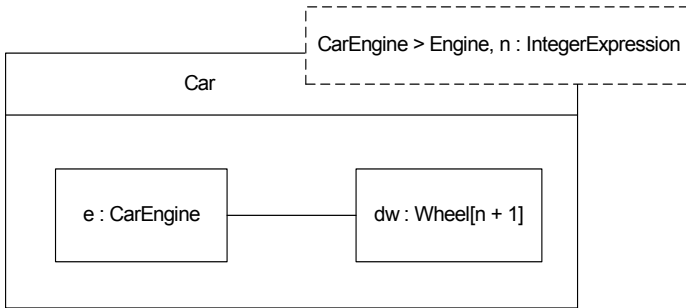 CarEngine > Engine, n : IntegerExpression
Car
e : CarEngine
dw : Wheel[n + 1]